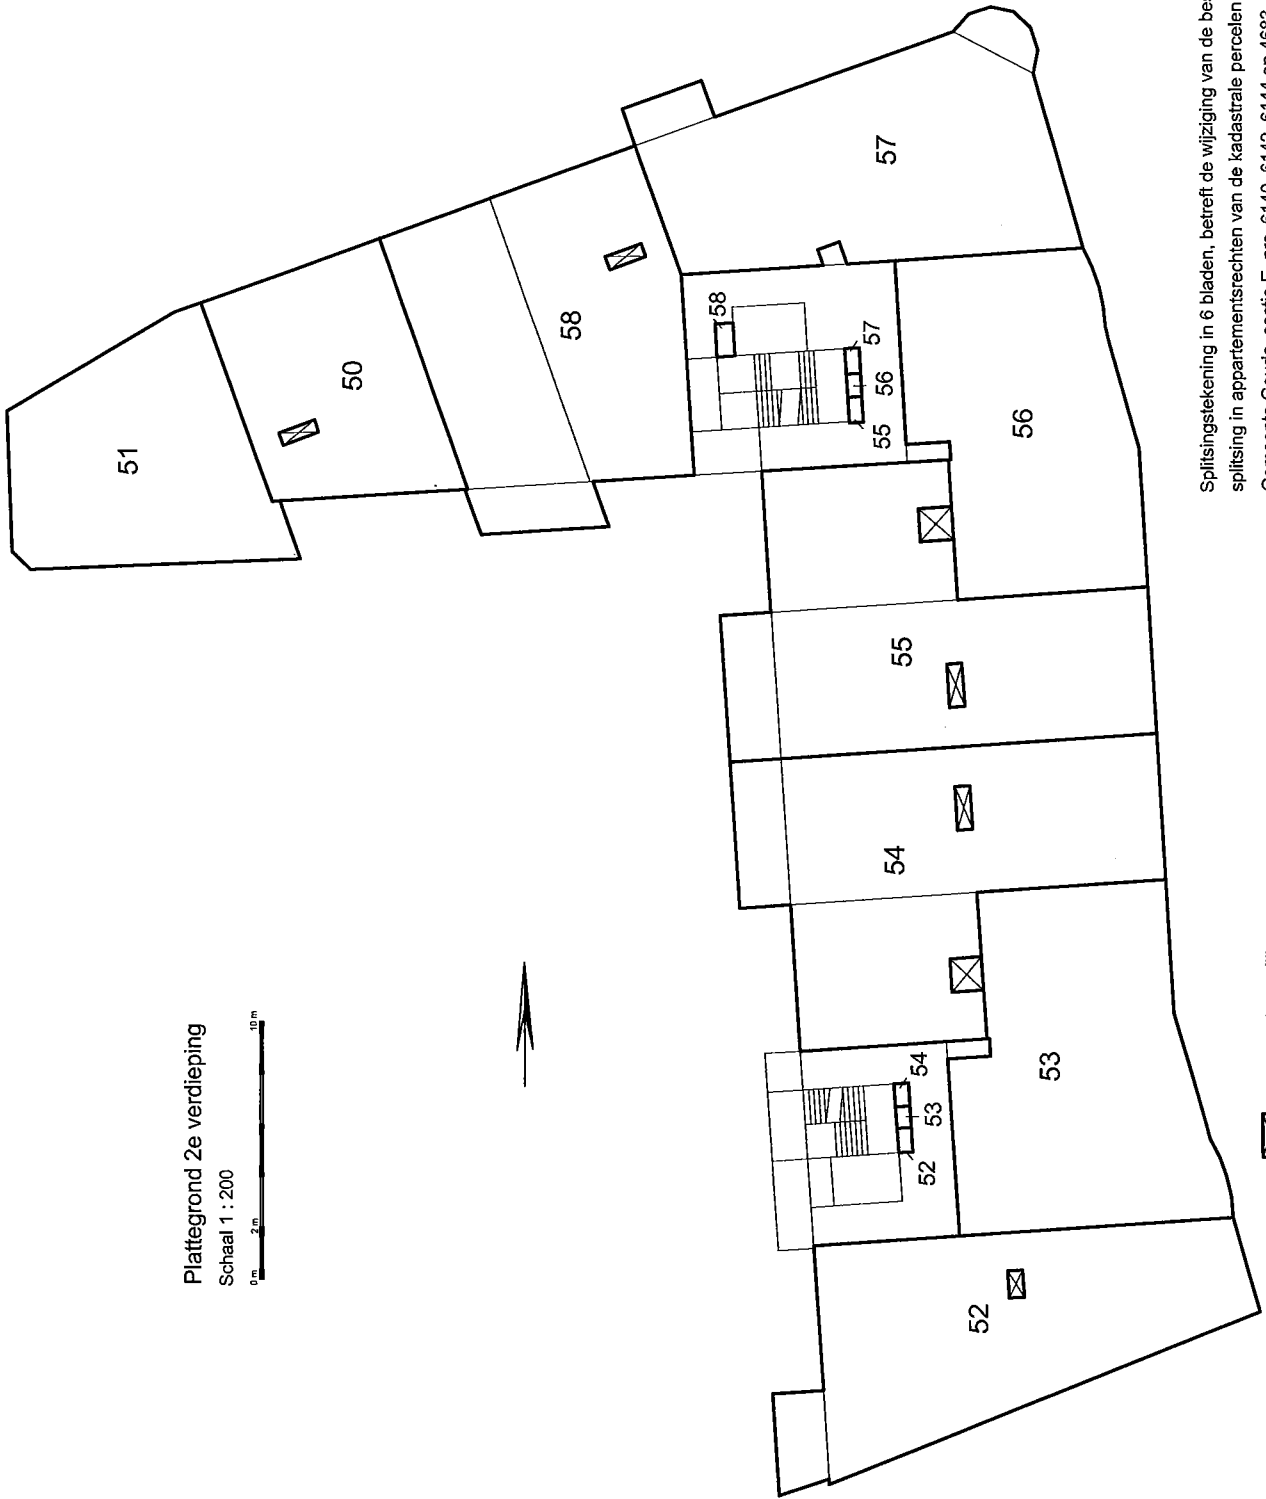 Plattegrond 2e verdieping
Schaal 1 : 200
0 m
2 m
10 m
51
50
58
57
58
57
56
55
56
55
54
54
53
52
53
52
Splitsingstekening in 6 bladen, betreft de wijziging van de bes
splitsing in appartementsrechten van de kadastrale percelen